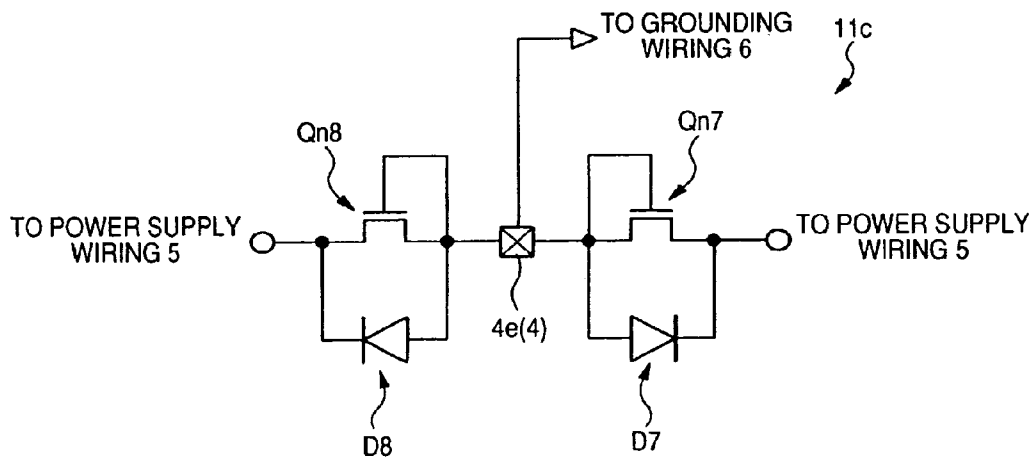 TO GROUNDING
WIRING 6
11c
Qn8
Qn7
TO POWER SUPPLY
WIRING 5
TO POWER SUPPLY
WIRING 5
4e(4)
D8
D7